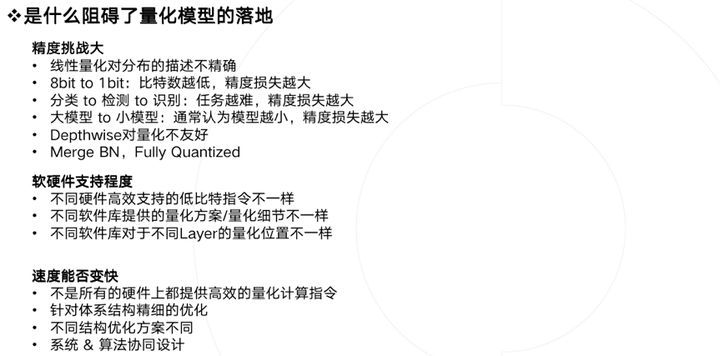 ❖是什么阻碍了量化模型的落地
精度挑战大
• 线性量化对分布的描述不精确
• 8bit to 1bit：比特数越低，精度损失越大
• 分类 to 检测 to 识别：任务越难，精度损失越大
• 大模型 to 小模型：通常认为模型越小，精度损失越大
• Depthwise对量化不友好
• Merge BN，Fully Quantized
软硬件支持程度
• 不同硬件高效支持的低比特指令不一样
• 不同软件库提供的量化方案/量化细节不一样
• 不同软件库对于不同Layer的量化位置不一样
速度能否变快
• 不是所有的硬件上都提供高效的量化计算指令
• 针对体系结构精细的优化
• 不同结构优化方案不同
• 系统 & 算法协同设计